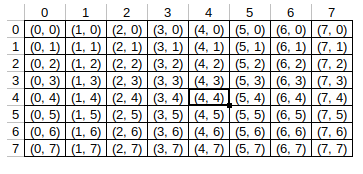 0 1 2 3 4 5 6 7
0 (0, 0) (1, 0) (2, 0) (3, 0) (4, 0) (5, 0) (6, 0) (7, 0)
1 (0, 1) (1, 1) (2, 1) (3, 1) (4, 1) (5, 1) (6, 1) (7, 1)
2 (0, 2) (1, 2) (2, 2) (3, 2) (4, 2) (5, 2) (6, 2) (7, 2)
3 (0, 3) (1, 3) (2, 3) (3, 3) (4, 3) (5, 3) (6, 3) (7, 3)
4 (0, 4) (1, 4) (2, 4) (3, 4) (4, 4) (5, 4) (6, 4) (7, 4)
5 (0, 5) (1, 5) (2, 5) (3, 5) (4, 5) (5, 5) (6, 5) (7, 5)
6 (0, 6) (1, 6) (2, 6) (3, 6) (4, 6) (5, 6) (6, 6) (7, 6)
7 (0, 7) (1, 7) (2, 7) (3, 7) (4, 7) (5, 7) (6, 7) (7, 7)